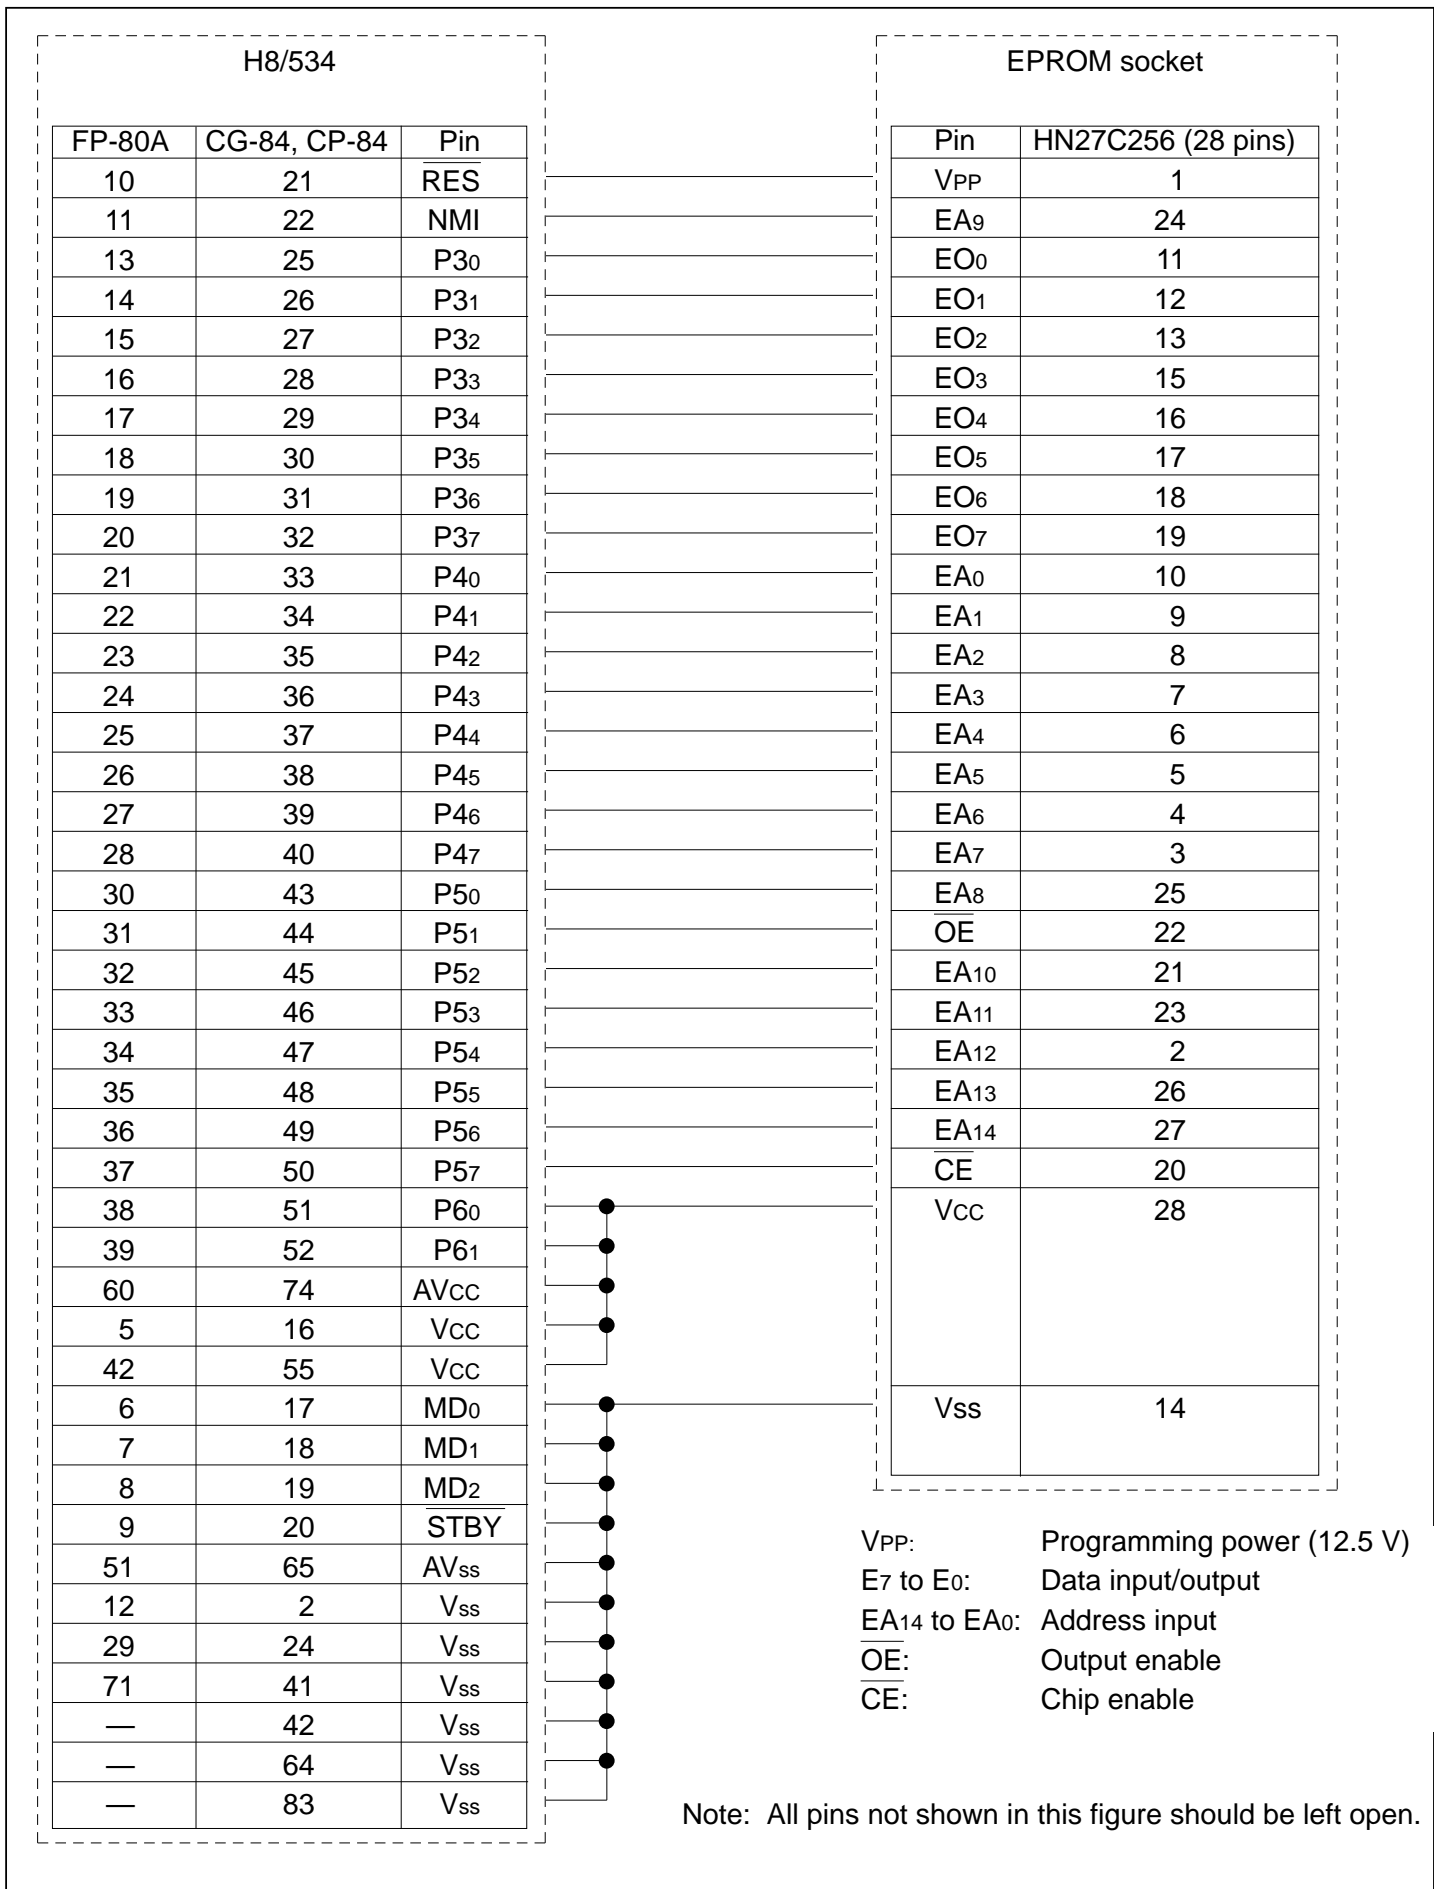 H8/534
FP-80A CG-84, CP-84 Pin
10 21 R̅E̅S̅
11 22 NMI
13 25 P30
14 26 P31
15 27 P32
16 28 P33
17 29 P34
18 30 P35
19 31 P36
20 32 P37
21 33 P40
22 34 P41
23 35 P42
24 36 P43
25 37 P44
26 38 P45
27 39 P46
28 40 P47
30 43 P50
31 44 P51
32 45 P52
33 46 P53
34 47 P54
35 48 P55
36 49 P56
37 50 P57
38 51 P60
39 52 P61
60 74 AVCC
5 16 VCC
42 55 VCC
6 17 MD0
7 18 MD1
8 19 MD2
9 20 S̅T̅B̅Y̅
51 65 AVSS
12 2 VSS
29 24 VSS
71 41 VSS
— 42 VSS
— 64 VSS
— 83 VSS
EPROM socket
Pin HN27C256 (28 pins)
VPP 1
EA9 24
EO0 11
EO1 12
EO2 13
EO3 15
EO4 16
EO5 17
EO6 18
EO7 19
EA0 10
EA1 9
EA2 8
EA3 7
EA4 6
EA5 5
EA6 4
EA7 3
EA8 25
O̅E̅ 22
EA10 21
EA11 23
EA12 2
EA13 26
EA14 27
C̅E̅ 20
VCC 28
VSS 14
VPP: Programming power (12.5 V)
E7 to E0: Data input/output
EA14 to EA0: Address input
O̅E̅: Output enable
C̅E̅: Chip enable
Note: All pins not shown in this figure should be left open.